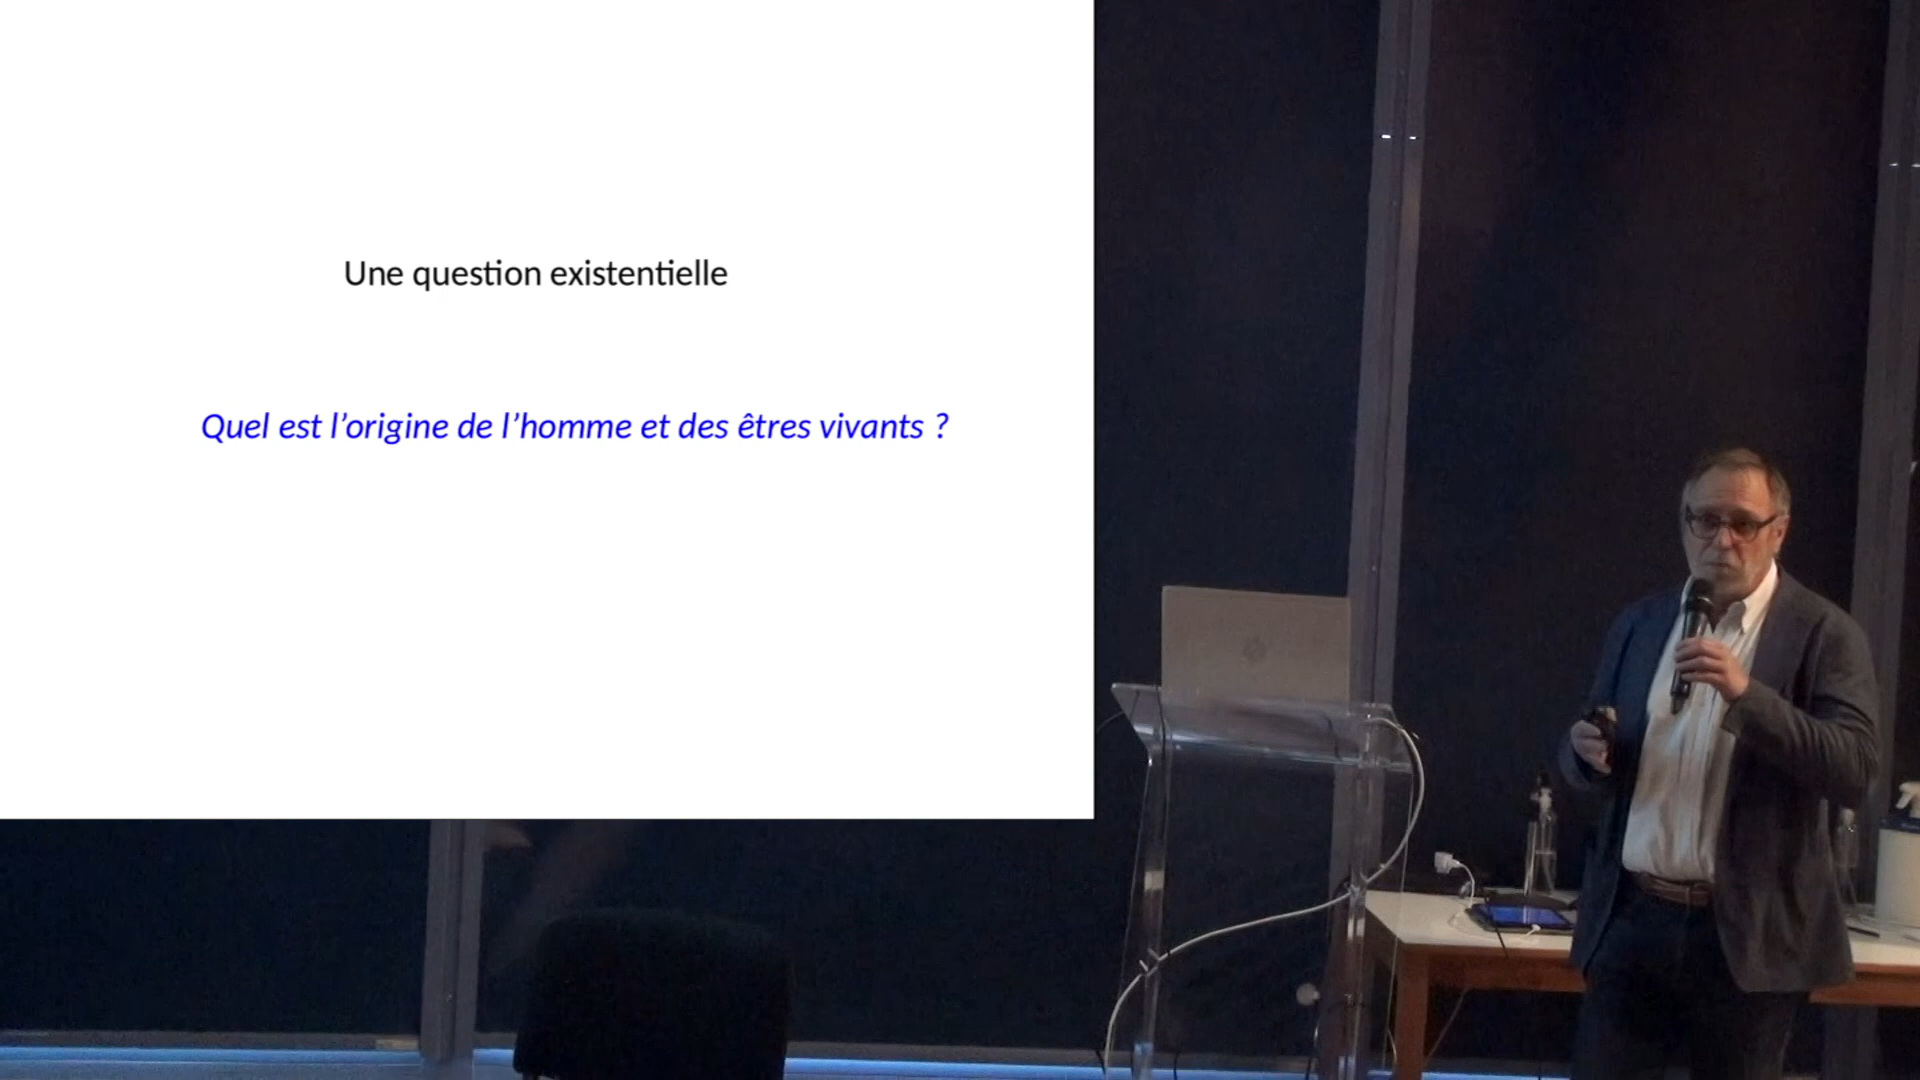 Une question existentielle
Quel est l’origine de l’homme et des êtres vivants ?